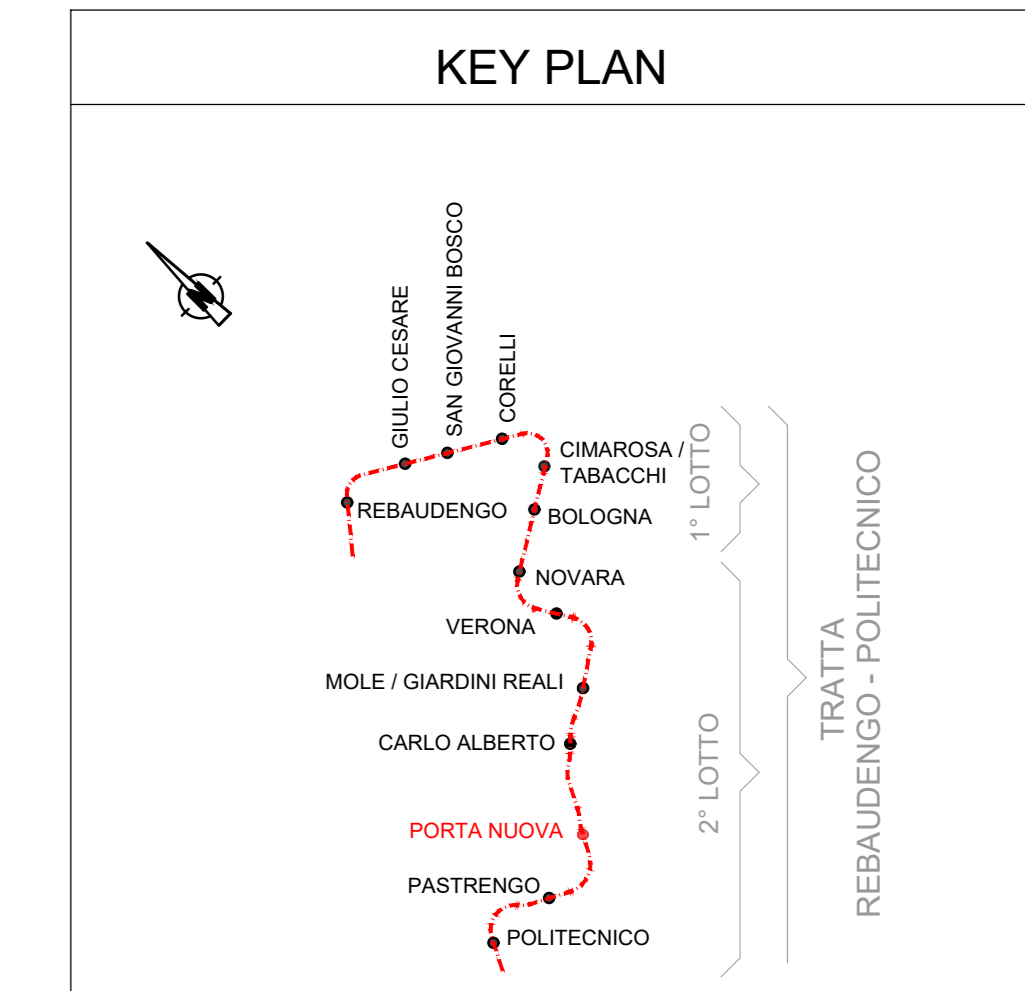 KEY PLAN
GIULIO CESARE
SAN GIOVANNI BOSCO
CORELLI
CIMAROSA /
TABACCHI
REBAUDENGO
BOLOGNA
NOVARA
VERONA
MOLE / GIARDINI REALI
CARLO ALBERTO
PORTA NUOVA
PASTRENGO
POLITECNICO
1° LOTTO
2° LOTTO
TRATTA
REBAUDENGO - POLITECNICO